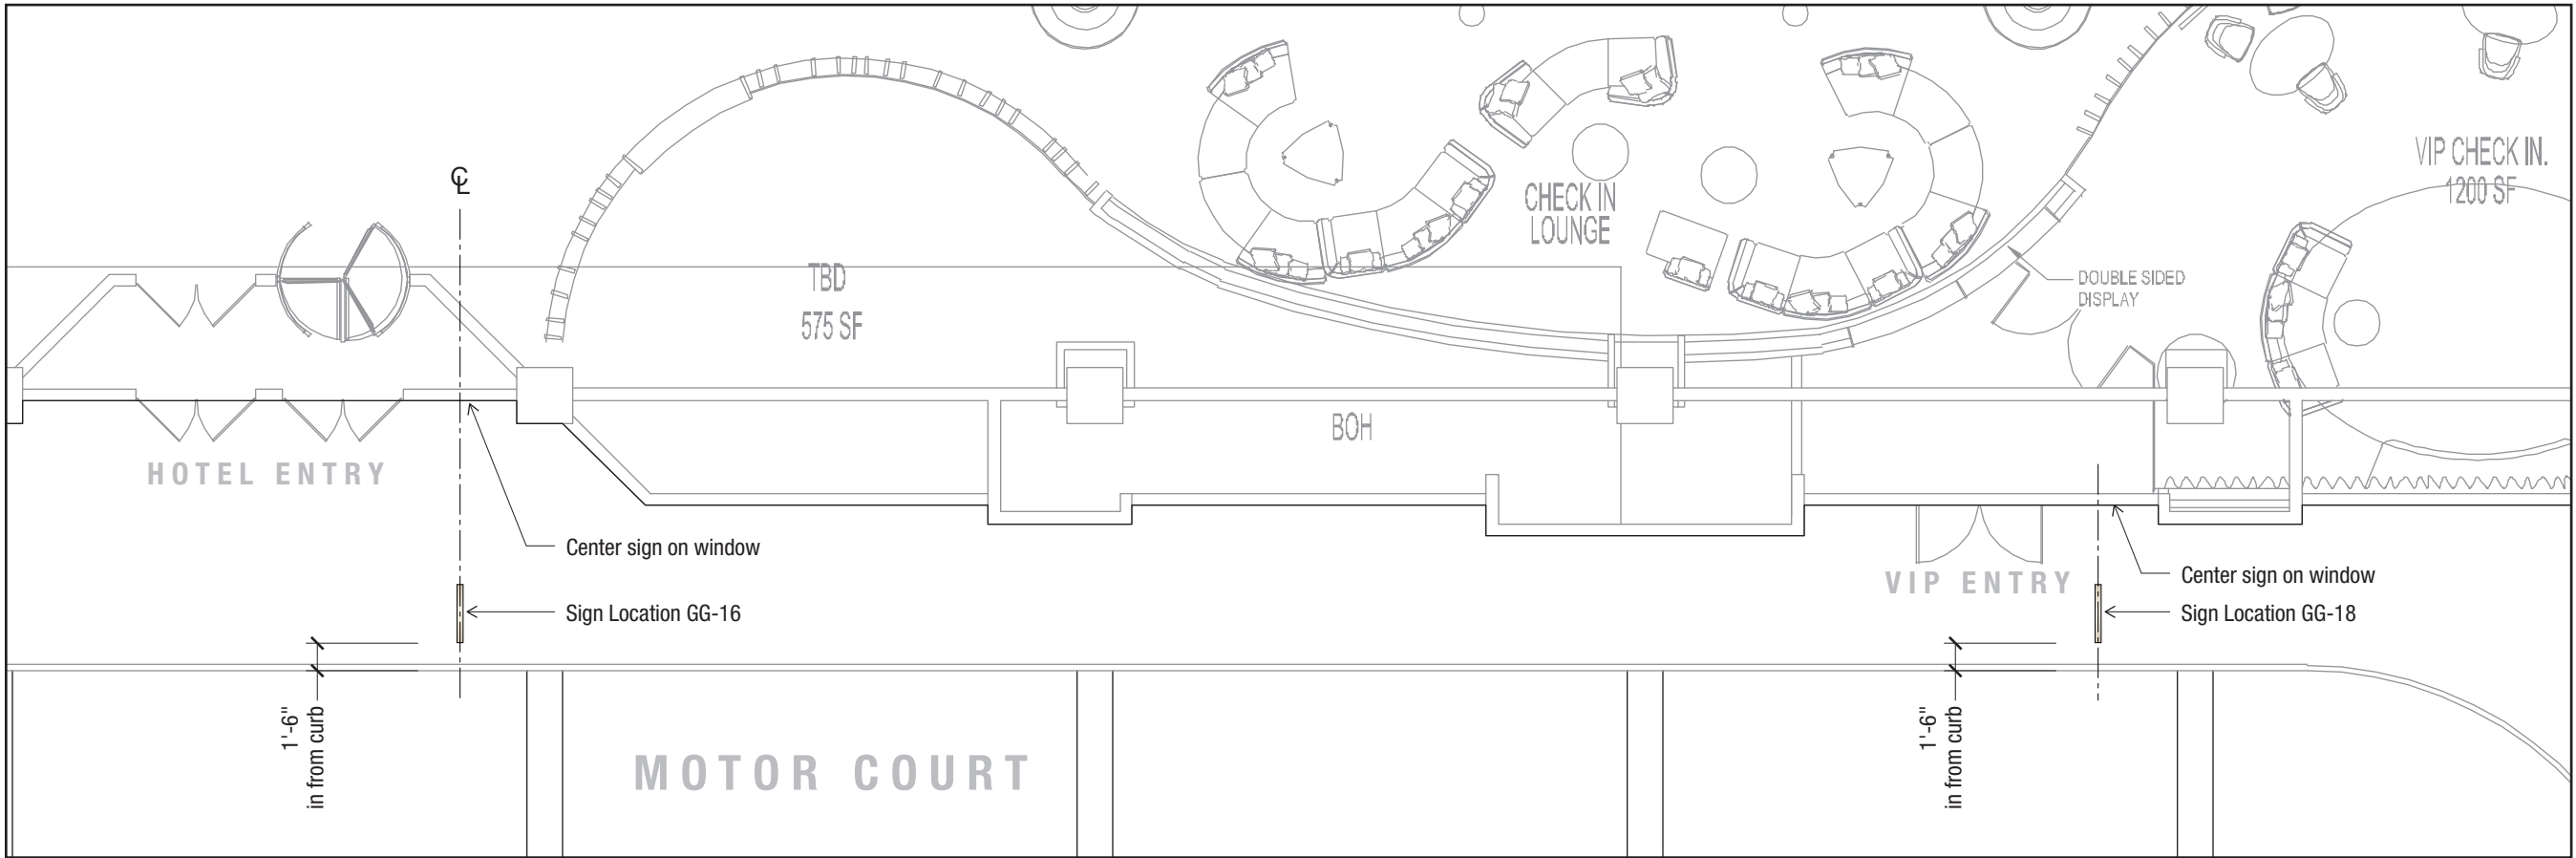 VIP CHECK IN.
1200 SF
℄
CHECK IN
LOUNGE
TBD
575 SF
DOUBLE SIDED
DISPLAY
BOH
HOTEL ENTRY
Center sign on window
Sign Location GG-16
VIP ENTRY
Center sign on window
Sign Location GG-18
1'-6"
in from curb
MOTOR COURT
1'-6"
in from curb